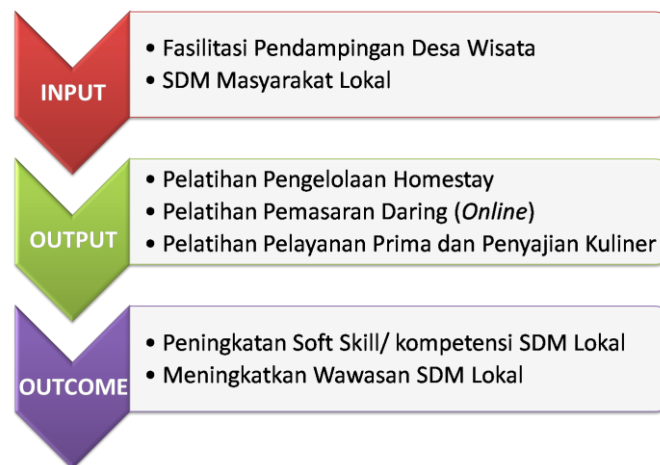 INPUT
• Fasilitasi Pendampingan Desa Wisata
• SDM Masyarakat Lokal
OUTPUT
• Pelatihan Pengelolaan Homestay
• Pelatihan Pemasaran Daring (Online)
• Pelatihan Pelayanan Prima dan Penyajian Kuliner
OUTCOME
• Peningkatan Soft Skill/ kompetensi SDM Lokal
• Meningkatkan Wawasan SDM Lokal